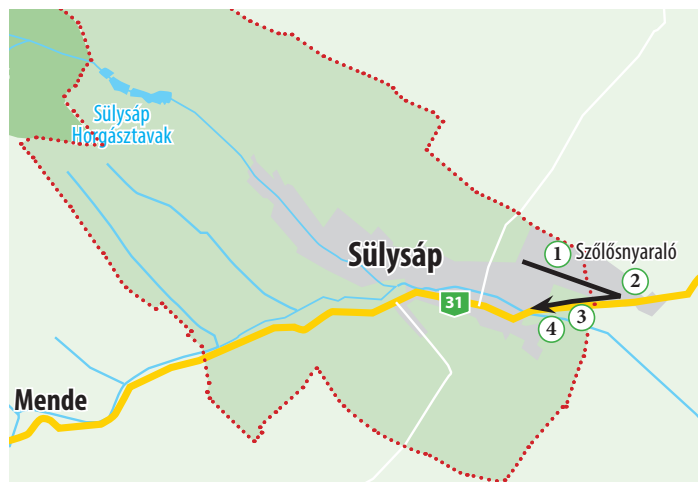 Sülysáp
Horgásztavak
1
Szőlősnyaraló
Sülysáp
2
31
3
4
Mende